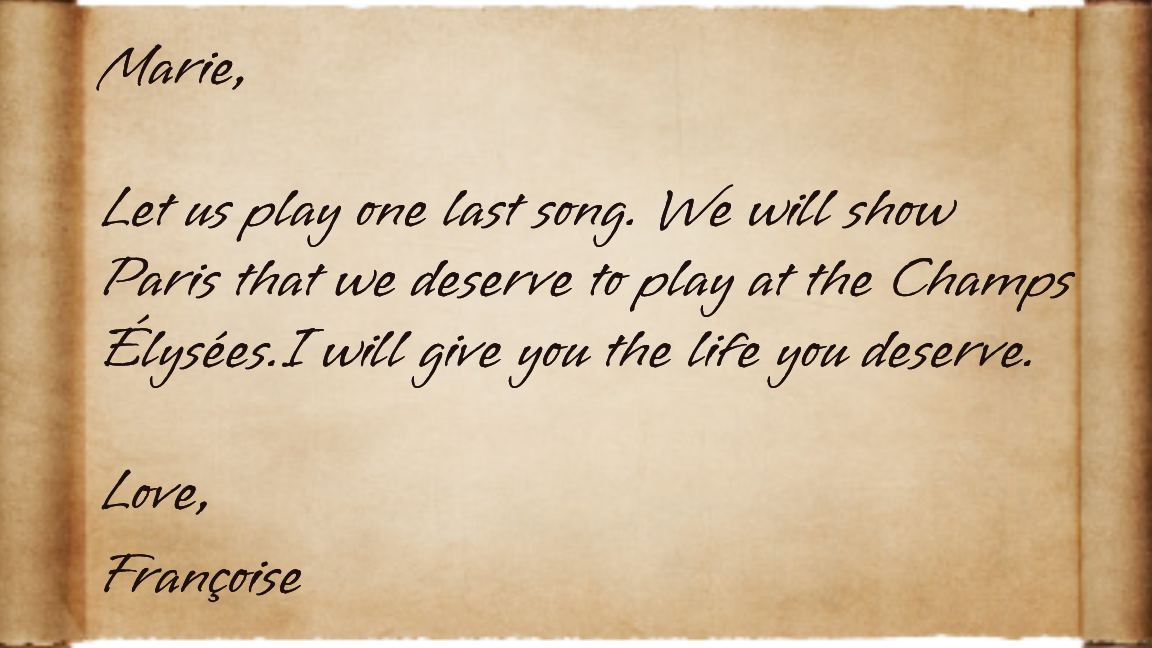 Marie,
Let us play one last song. We will show
Paris that we deserve to play at the Champs
Élysées.I will give you the life you deserve.
Love,
Françoise